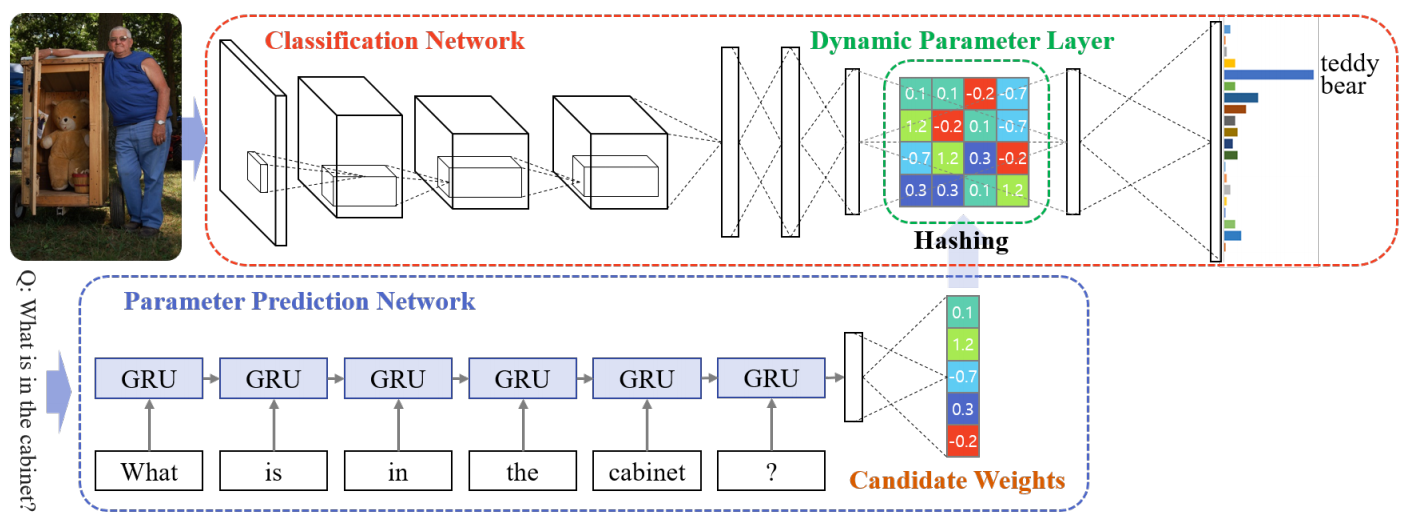 Classification Network
Dynamic Parameter Layer
0.1 0.1 -0.2 -0.7
1.2 -0.2 0.1 -0.7
-0.7 1.2 0.3 -0.2
0.3 0.3 0.1 1.2
Hashing
teddy
bear
Q: What is in the cabinet?
Parameter Prediction Network
GRU GRU GRU GRU GRU GRU
What is in the cabinet ?
0.1
1.2
-0.7
0.3
-0.2
Candidate Weights